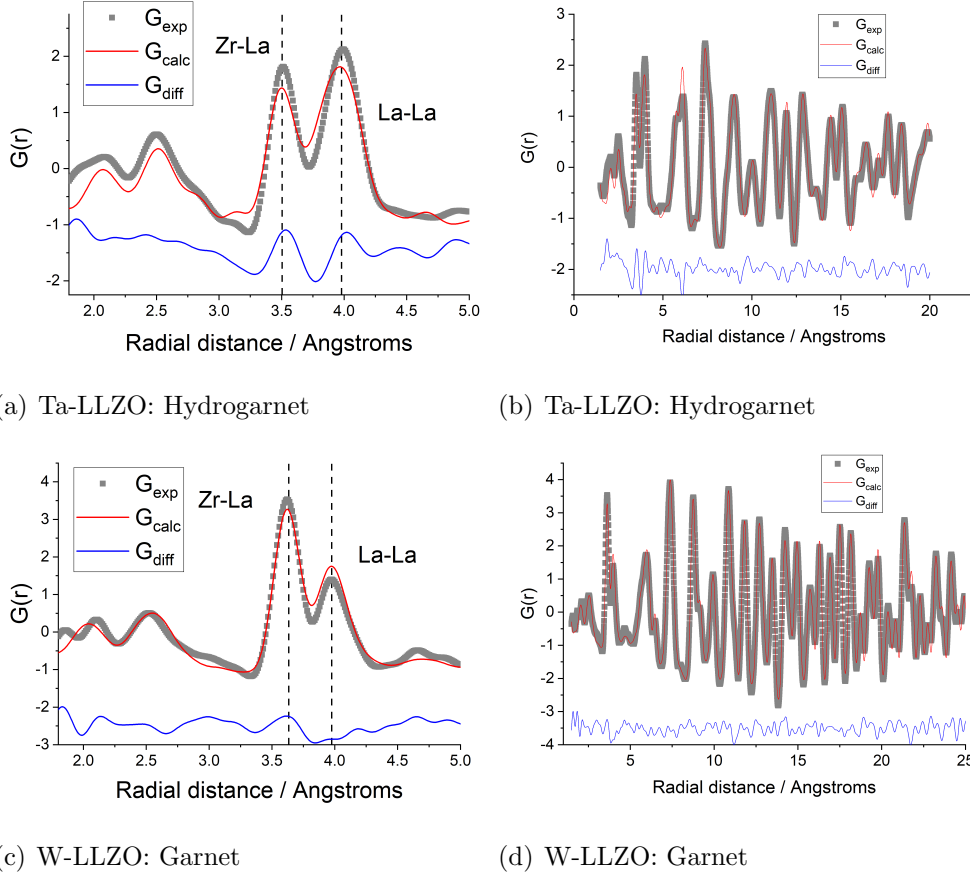 G_exp
G_calc
G_diff
Zr-La
La-La
G(r)
2
1
0
-1
-2
2.0 2.5 3.0 3.5 4.0 4.5 5.0
Radial distance / Angstroms
G_exp
G_calc
G_diff
G(r)
3
2
1
0
-1
-2
0 5 10 15 20
Radial distance / Angstroms
(a) Ta-LLZO: Hydrogarnet
(b) Ta-LLZO: Hydrogarnet
G_exp
G_calc
G_diff
Zr-La
La-La
G(r)
4
3
2
1
0
-1
-2
-3
2.0 2.5 3.0 3.5 4.0 4.5 5.0
Radial distance / Angstroms
G_exp
G_calc
G_diff
G(r)
4
3
2
1
0
-1
-2
-3
-4
5 10 15 20 25
Radial distance / Angstroms
(c) W-LLZO: Garnet
(d) W-LLZO: Garnet